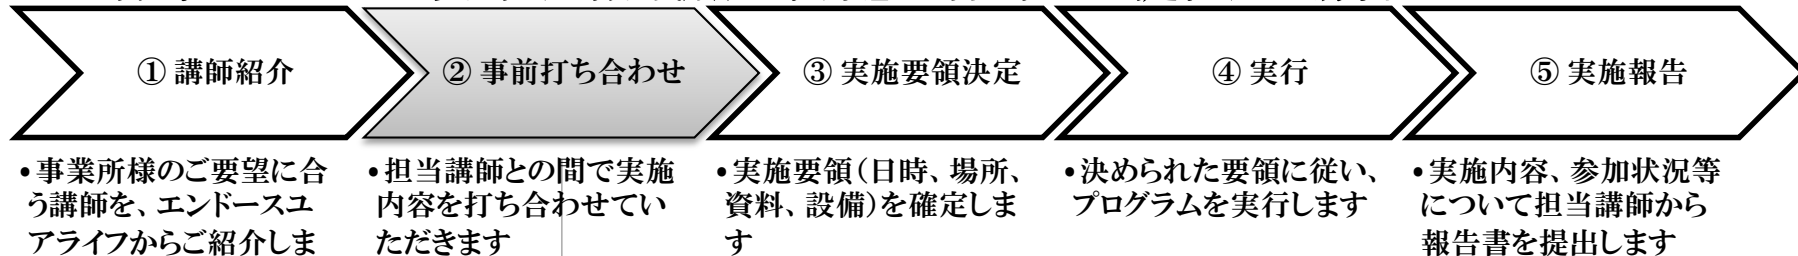 ① 講師紹介
② 事前打ち合わせ
③ 実施要領決定
④ 実行
⑤ 実施報告
•事業所様のご要望に合
う講師を、エンドースユ
アライフからご紹介しま
•担当講師との間で実施
内容を打ち合わせてい
ただきます
•実施要領(日時、場所、
資料、設備)を確定しま
す
•決められた要領に従い、
プログラムを実行します
•実施内容、参加状況等
について担当講師から
報告書を提出します